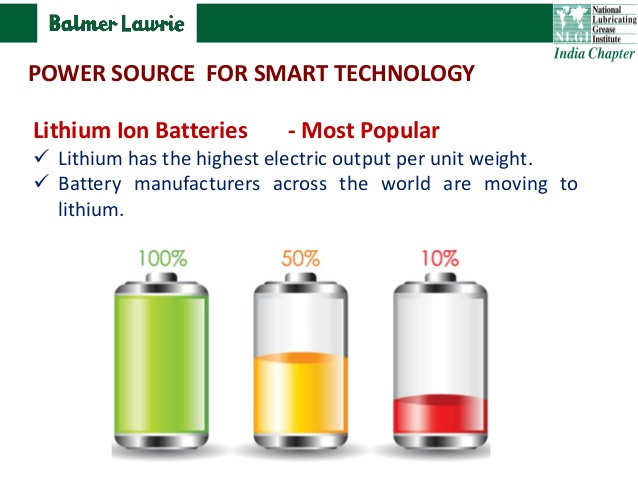 Balmer Lawrie
National
Lubricating
Grease
Institute
NLGI
India Chapter
POWER SOURCE FOR SMART TECHNOLOGY
Lithium Ion Batteries - Most Popular
✓ Lithium has the highest electric output per unit weight.
✓ Battery manufacturers across the world are moving to
lithium.
100% 50% 10%